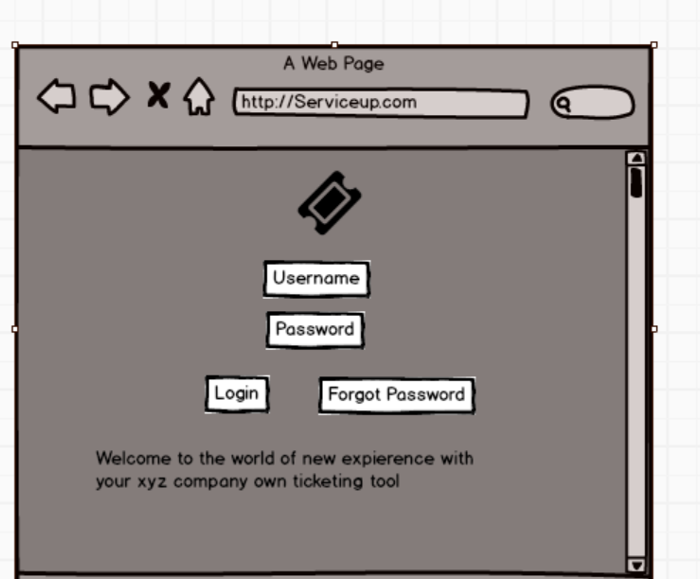 A Web Page
http://Serviceup.com
Username
Password
Login
Forgot Password
Welcome to the world of new expierence with
your xyz company own ticketing tool